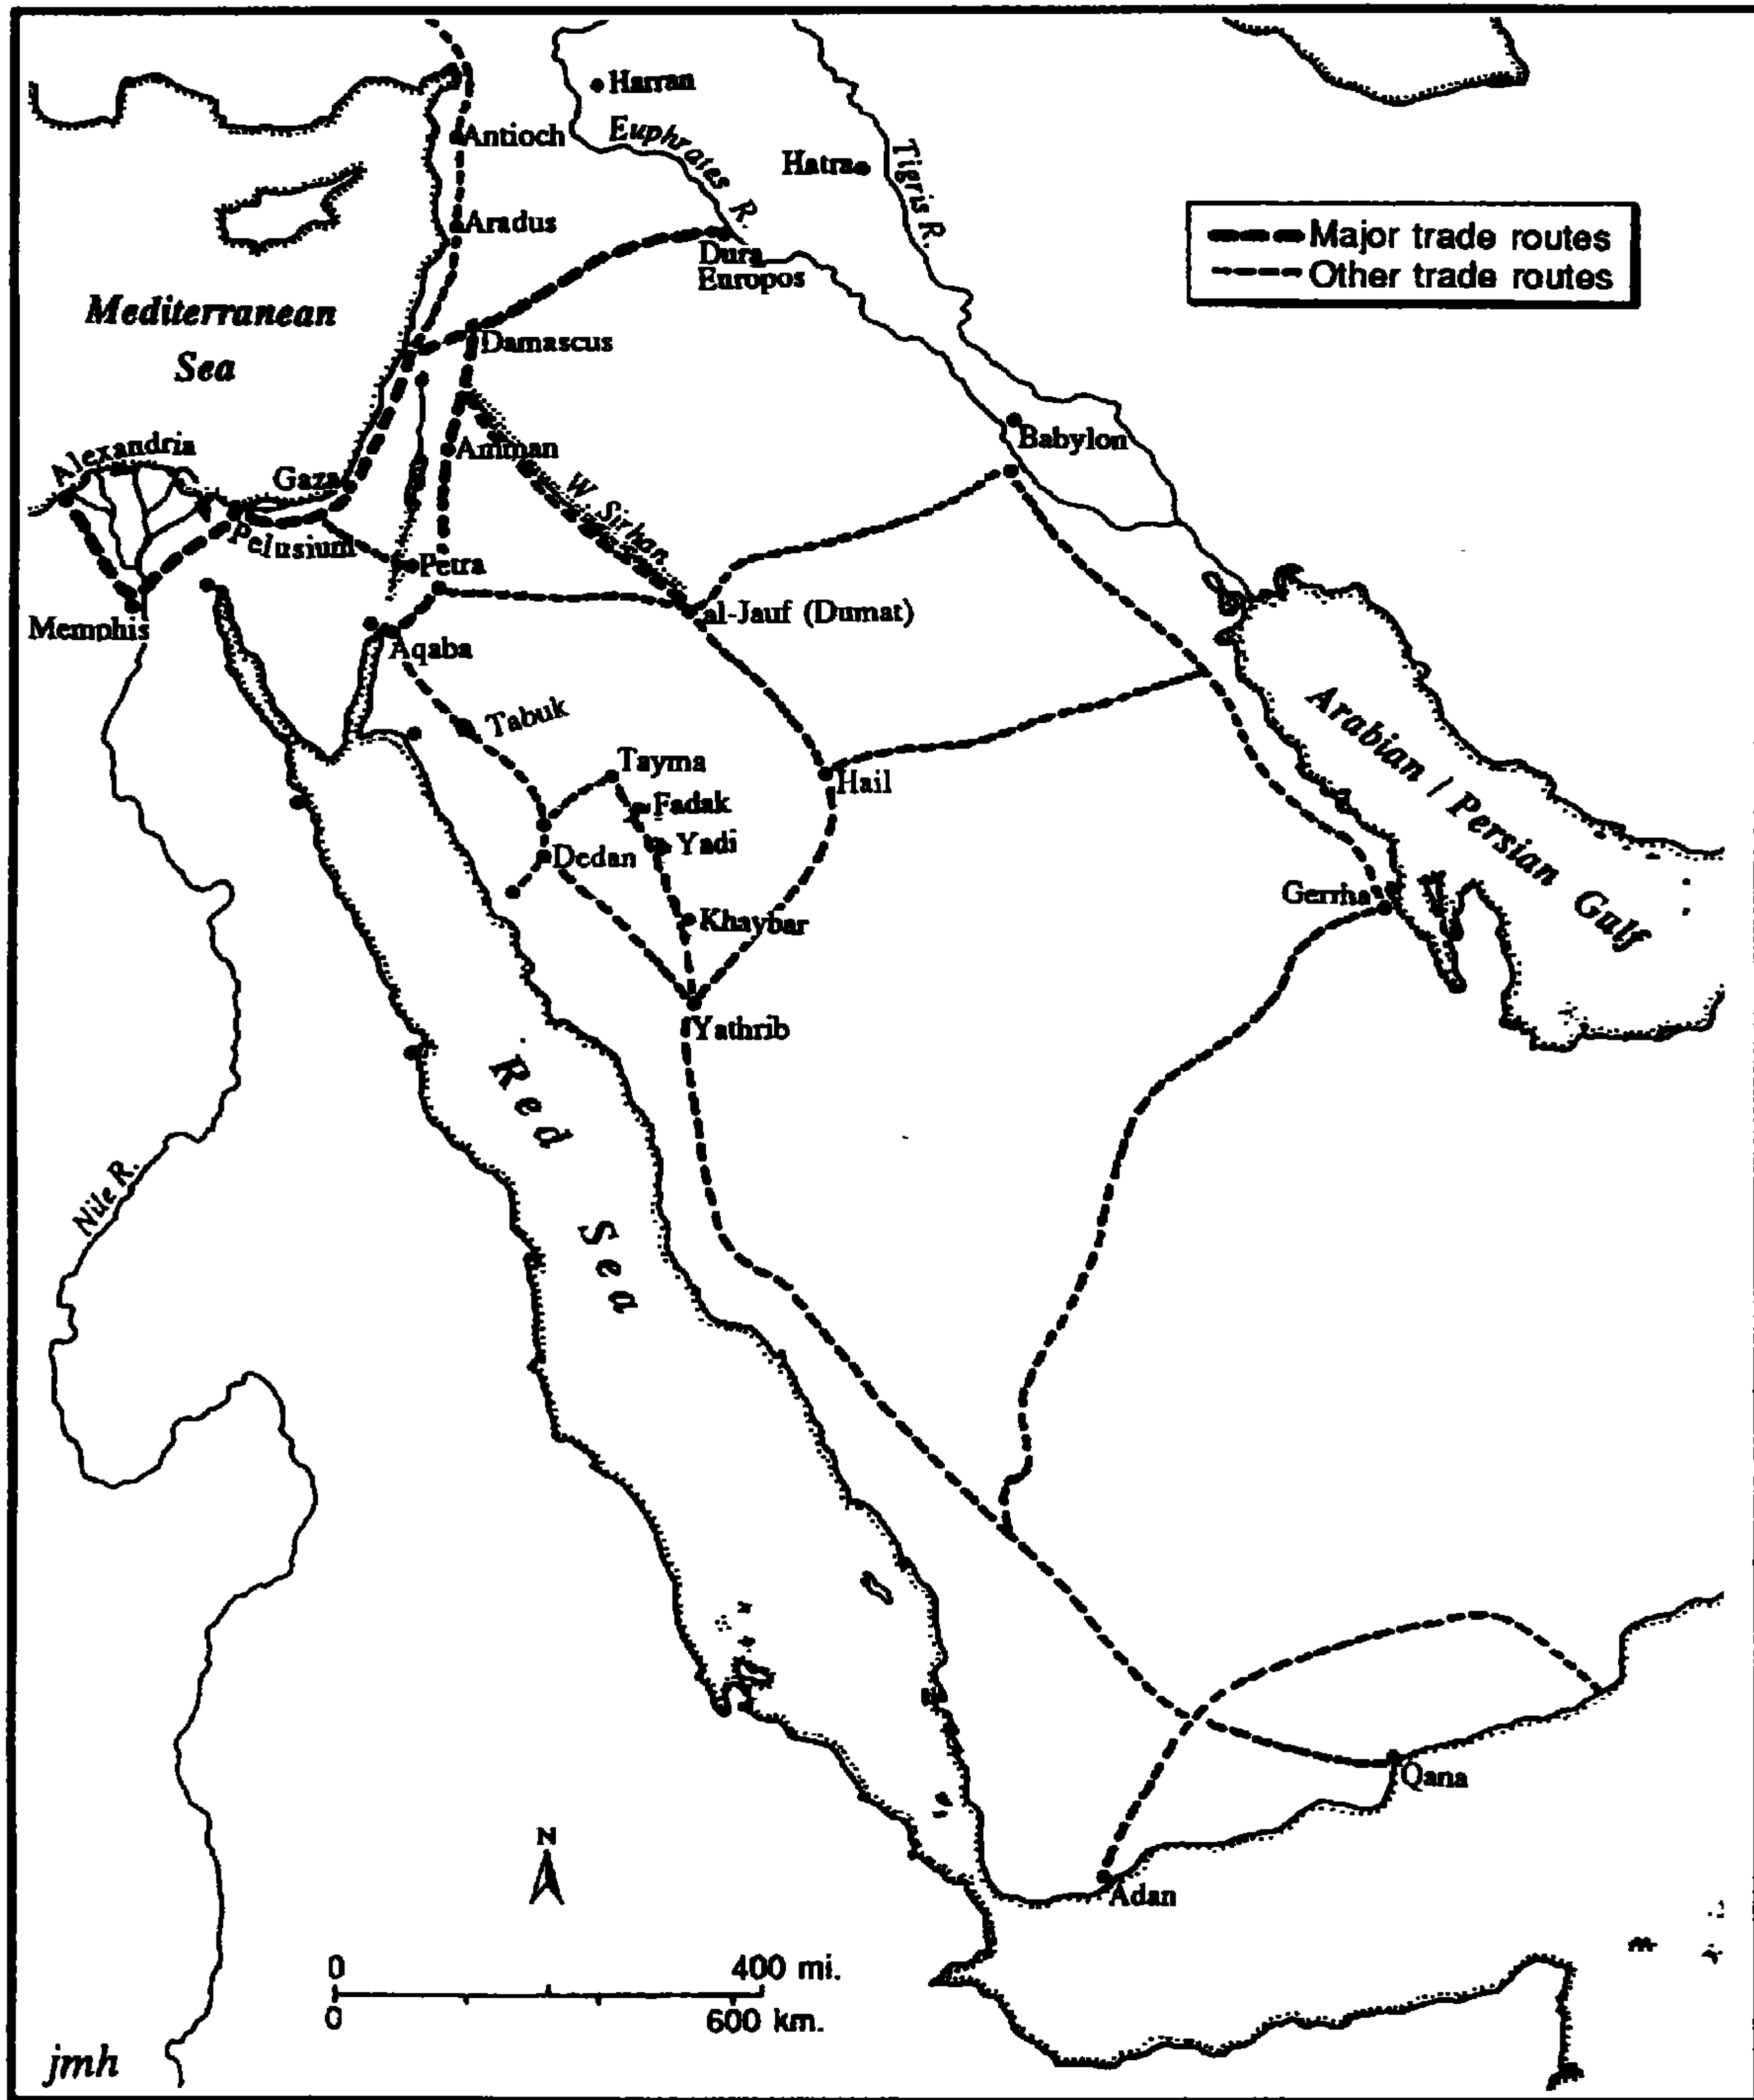 Harran
Euphrates R.
Hatra
Tigris R.
Antioch
Aradus
Major trade routes
Other trade routes
Dura
Europos
Mediterranean
Sea
Damascus
Alexandria
Gaza
Amman
Babylon
W. Sirhan
Pelusium
Petra
al-Jauf (Dumat)
Memphis
Aqaba
Tabuk
Tayma
Fadak
Hail
Yadi
Dedan
Arabian / Persian Gulf
Gerrha
Khaybar
Yathrib
Red Sea
Nile R.
Qana
Adan
N
0 400 mi.
0 600 km.
jmh